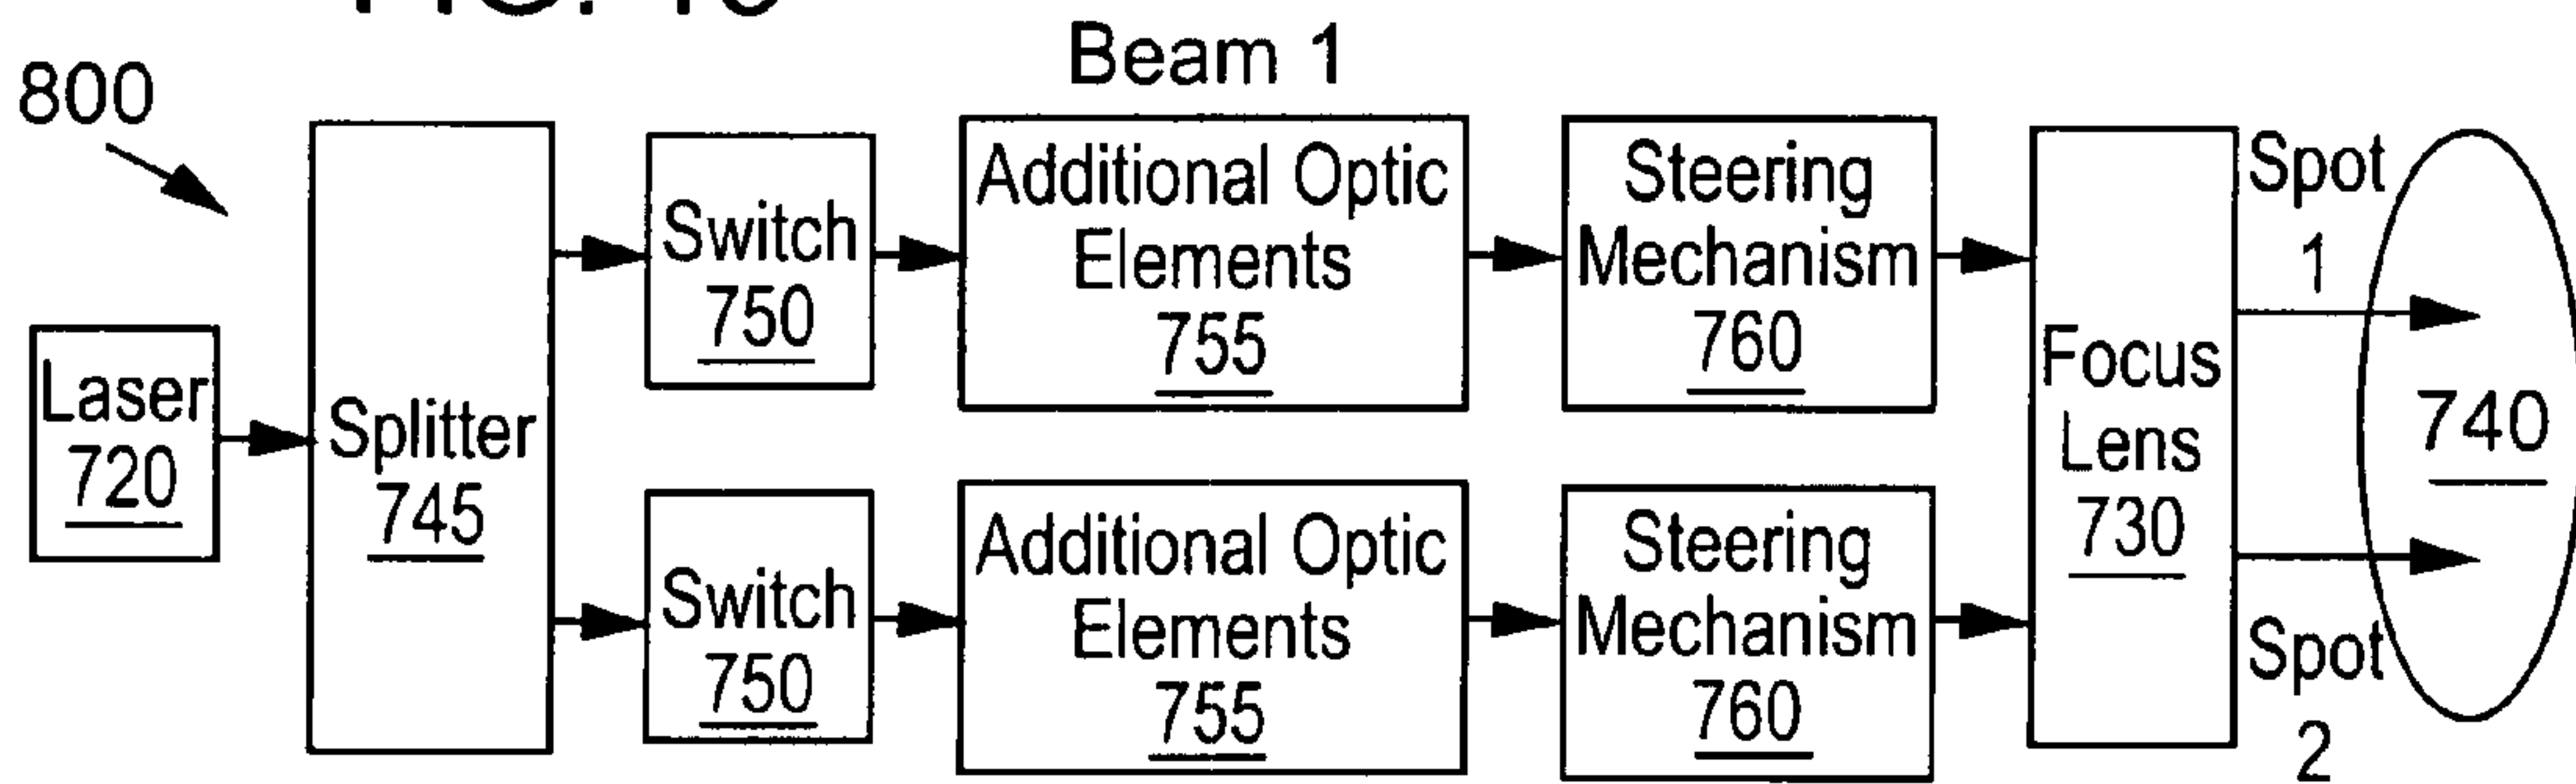 Beam 1
800
Laser
720
Splitter
745
Switch
750
Additional Optic
Elements
755
Steering
Mechanism
760
Switch
750
Additional Optic
Elements
755
Steering
Mechanism
760
Focus
Lens
730
Spot
1
740
Spot
2